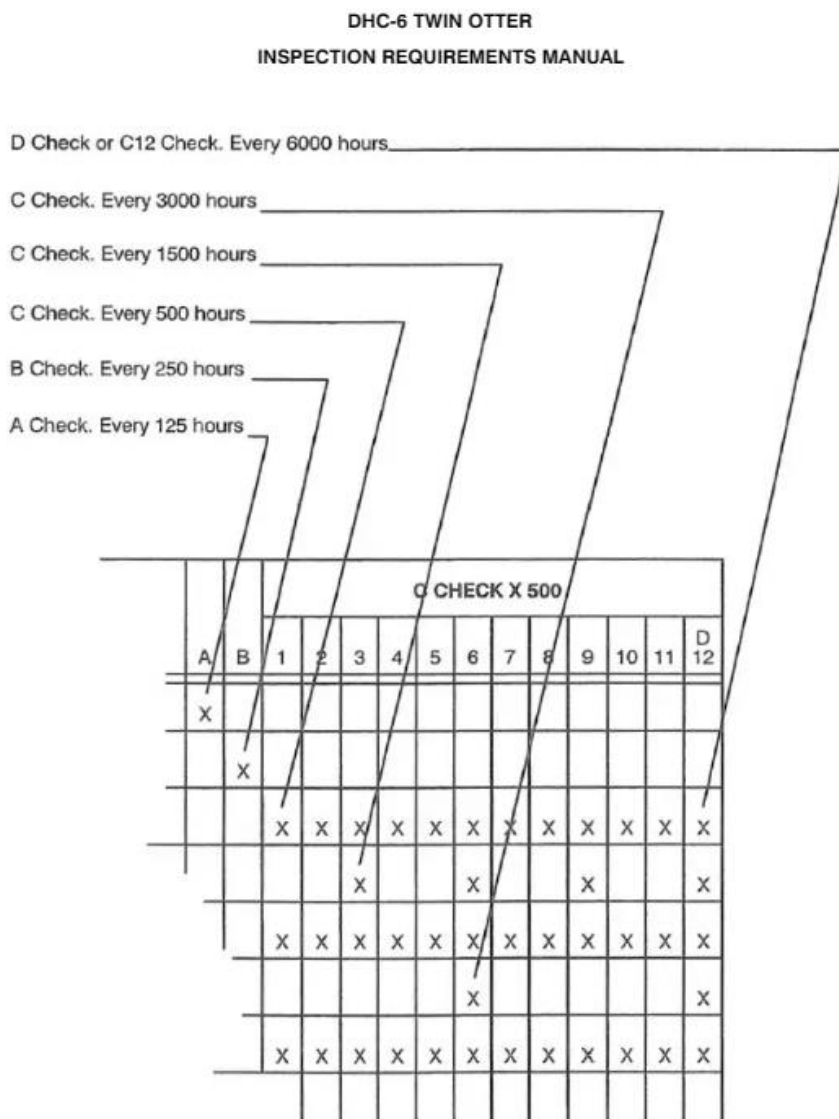 DHC-6 TWIN OTTER
INSPECTION REQUIREMENTS MANUAL
D Check or C12 Check. Every 6000 hours
C Check. Every 3000 hours
C Check. Every 1500 hours
C Check. Every 500 hours
B Check. Every 250 hours
A Check. Every 125 hours
C CHECK X 500
D
A B 1 2 3 4 5 6 7 8 9 10 11 12
X
X
X X X X X X X X X X X X
X X X X
X X X X X X X X X X X X
X X
X X X X X X X X X X X X